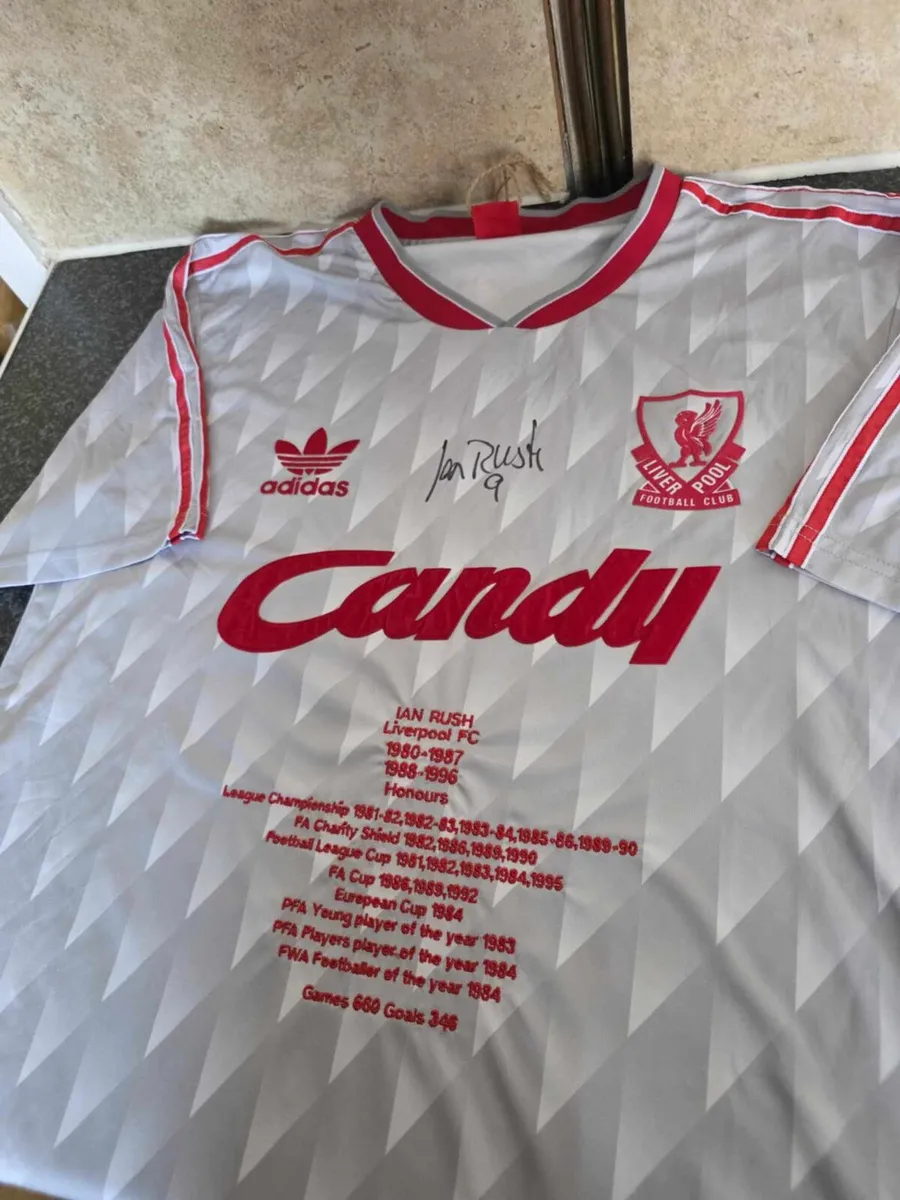 adidas
Ian Rush
9
LIVERPOOL
FOOTBALL CLUB
Candy
IAN RUSH
Liverpool FC
1980-1987
1988-1996
Honours
League Championship 1981-82,1982-83,1983-84,1985-86,1989-90
FA Charity Shield 1982,1986,1989,1990
Football League Cup 1981,1982,1983,1984,1995
FA Cup 1986,1989,1992
European Cup 1984
PFA Young player of the year 1983
PFA Players player of the year 1984
FWA Footballer of the year 1984
Games 660 Goals 346